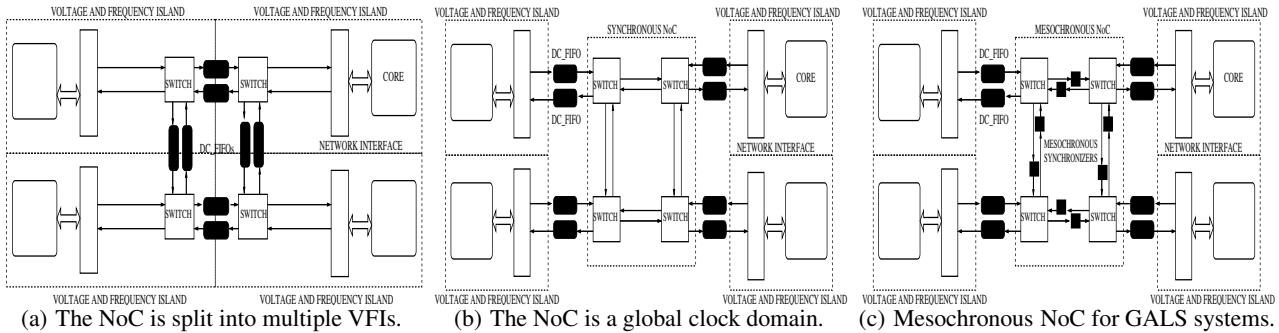 VOLTAGE AND FREQUENCY ISLAND VOLTAGE AND FREQUENCY ISLAND
SWITCH SWITCH CORE
DC_FIFOs NETWORK INTERFACE
SWITCH SWITCH
VOLTAGE AND FREQUENCY ISLAND VOLTAGE AND FREQUENCY ISLAND
(a) The NoC is split into multiple VFIs.
VOLTAGE AND FREQUENCY ISLAND VOLTAGE AND FREQUENCY ISLAND
SYNCHRONOUS NoC
DC_FIFO
SWITCH SWITCH CORE
DC_FIFO
NETWORK INTERFACE
SWITCH SWITCH
VOLTAGE AND FREQUENCY ISLAND VOLTAGE AND FREQUENCY ISLAND
(b) The NoC is a global clock domain.
VOLTAGE AND FREQUENCY ISLAND VOLTAGE AND FREQUENCY ISLAND
MESOCHRONOUS NoC
DC_FIFO
SWITCH SWITCH CORE
DC_FIFO
MESOCHRONOUS
SYNCHRONIZERS
NETWORK INTERFACE
SWITCH SWITCH
VOLTAGE AND FREQUENCY ISLAND VOLTAGE AND FREQUENCY ISLAND
(c) Mesochronous NoC for GALS systems.